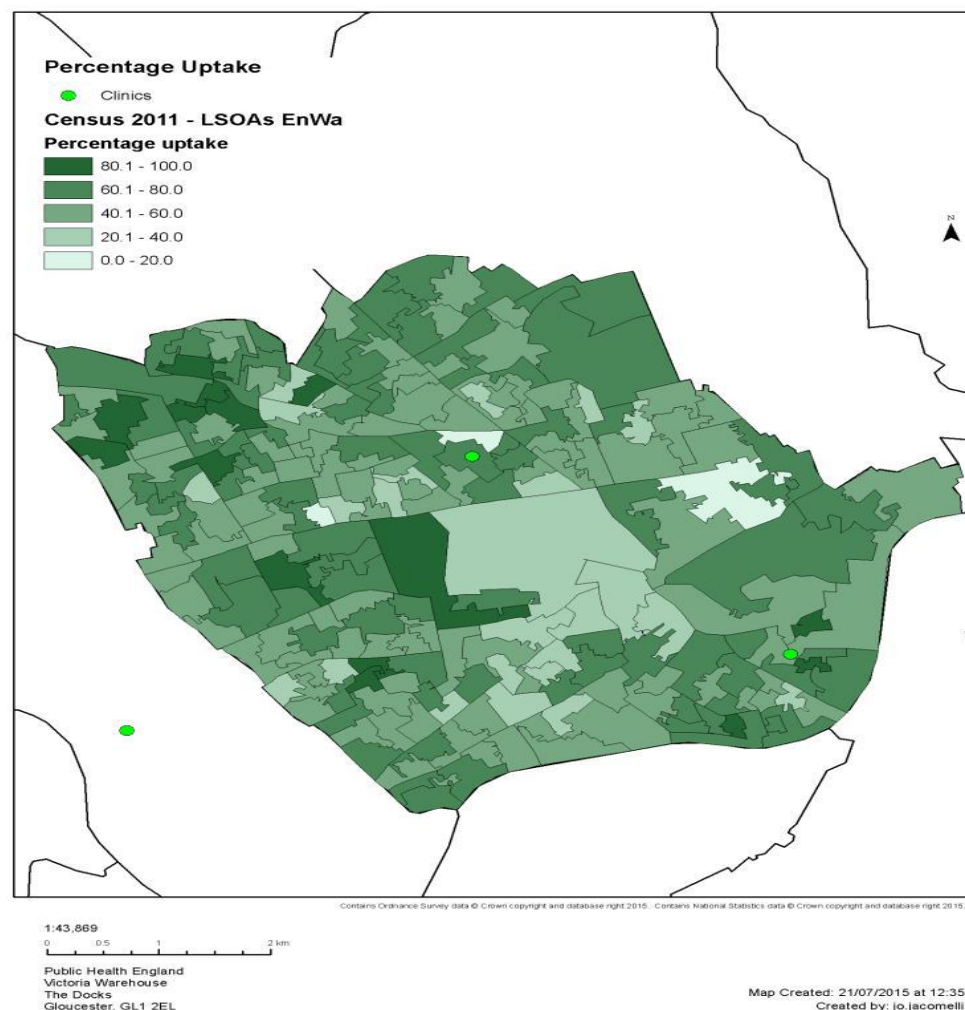 Percentage Uptake
Clinics
Census 2011 - LSOAs EnWa
Percentage uptake
80.1 - 100.0
60.1 - 80.0
40.1 - 60.0
20.1 - 40.0
0.0 - 20.0
N
Contains Ordnance Survey data © Crown copyright and database right 2015. Contains National Statistics data © Crown copyright and database right 2015.
1:43,869
0 0.5 1 2 km
Public Health England
Victoria Warehouse
The Docks
Gloucester, GL1 2EL
Map Created: 21/07/2015 at 12:35
Created by: jo.jacomelli